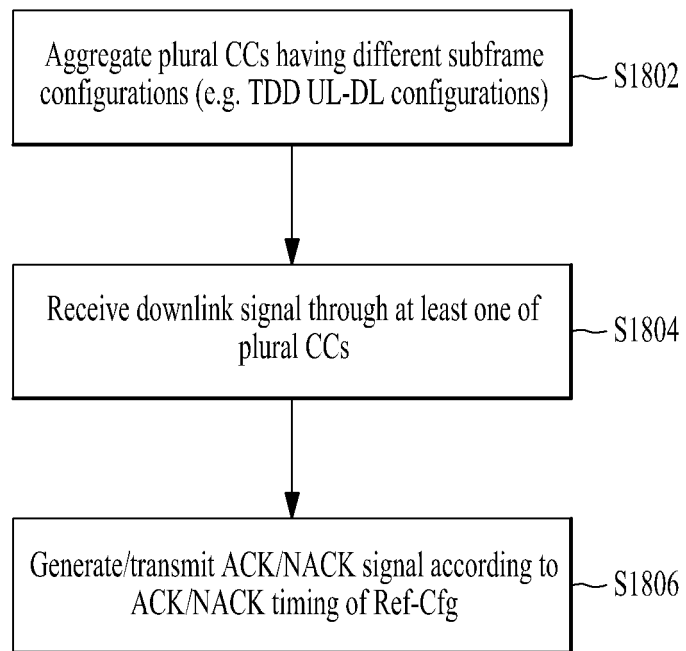 Aggregate plural CCs having different subframe
configurations (e.g. TDD UL-DL configurations)
S1802
Receive downlink signal through at least one of
plural CCs
S1804
Generate/transmit ACK/NACK signal according to
ACK/NACK timing of Ref-Cfg
S1806